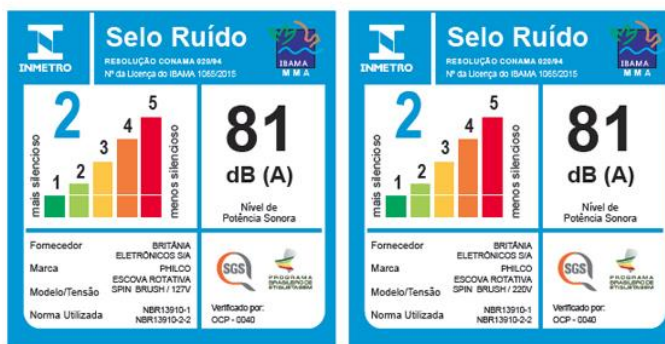 INMETRO
Selo Ruído
RESOLUÇÃO CONAMA 020/94
Nº da Licença do IBAMA 1065/2015
IBAMA
MMA
2
mais silencioso
1 2 3 4 5
menos silencioso
81
dB (A)
Nível de
Potência Sonora
Fornecedor BRITÂNIA
ELETRÔNICOS S/A
Marca PHILCO
Modelo/Tensão ESCOVA ROTATIVA
SPIN BRUSH / 127V
Norma Utilizada NBR13910-1
NBR13910-2-2
SGS
PROGRAMA
BRASILEIRO DE
ETIQUETAGEM
Verificado por:
OCP - 0040
INMETRO
Selo Ruído
RESOLUÇÃO CONAMA 020/94
Nº da Licença do IBAMA 1065/2015
IBAMA
MMA
2
mais silencioso
1 2 3 4 5
menos silencioso
81
dB (A)
Nível de
Potência Sonora
Fornecedor BRITÂNIA
ELETRÔNICOS S/A
Marca PHILCO
Modelo/Tensão ESCOVA ROTATIVA
SPIN BRUSH / 220V
Norma Utilizada NBR13910-1
NBR13910-2-2
SGS
PROGRAMA
BRASILEIRO DE
ETIQUETAGEM
Verificado por:
OCP - 0040